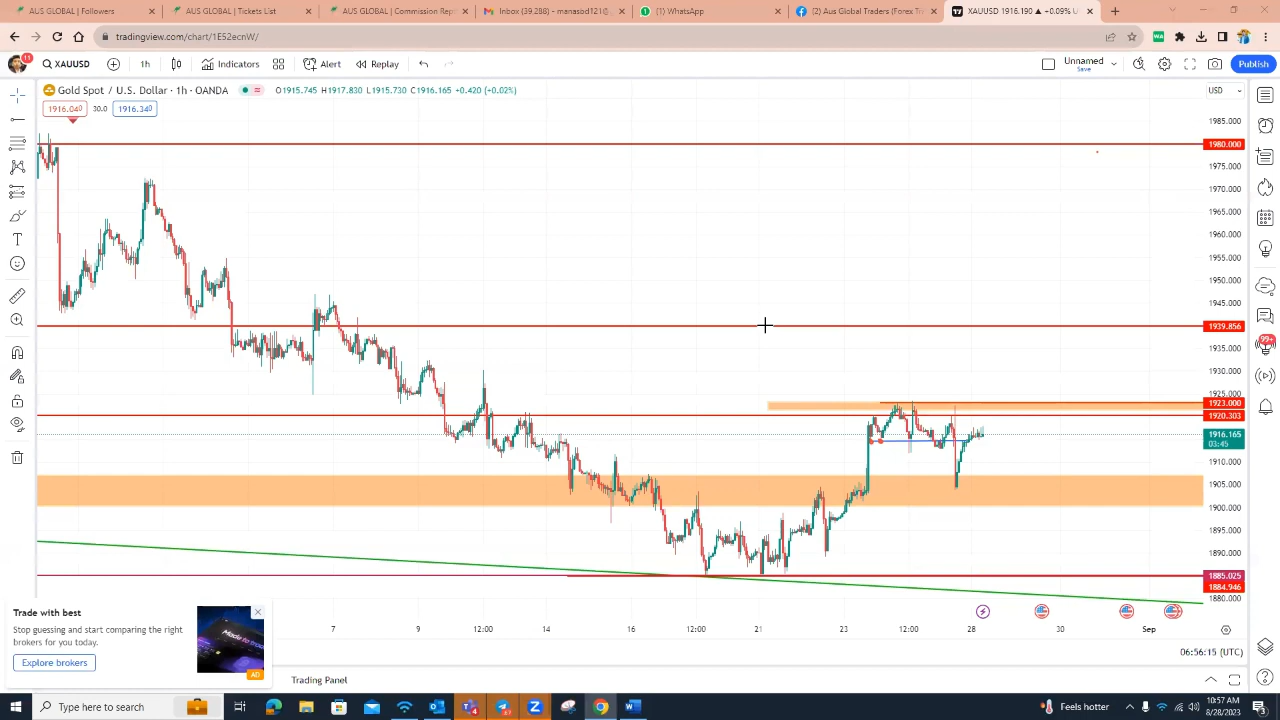 AUS GLOBAL | Followers
AUS GLOBAL | Tickets List
AUS GLOBAL | Commission Rep
Inbox (39,288) - manasbd121@g
(1) WhatsApp
(2) Aus Global Traders (Forex Tr
XAUUSD 1916.190 ▲ +0.09% U
tradingview.com/chart/1E52ecnW/
11
XAUUSD
1h
Indicators
Alert
Replay
Unnamed
Save
Publish
Gold Spot / U.S. Dollar · 1h · OANDA
O1915.745 H1917.830 L1915.730 C1916.165 +0.420 (+0.02%)
USD
1916.040
30.0
1916.340
1985.000
1980.000
1975.000
1970.000
1965.000
1960.000
1955.000
1950.000
1945.000
1939.856
99+
1935.000
1930.000
1925.000
1923.000
1920.303
1916.165
03:45
1910.000
1905.000
1900.000
1895.000
1890.000
1885.025
1884.946
1880.000
Trade with best
Stop guessing and start comparing the right
brokers for you today.
Explore brokers
AD
7
9
12:00
14
16
12:00
21
23
12:00
28
30
Sep
06:56:15 (UTC)
Trading Panel
Type here to search
Feels hotter
10:57 AM
8/28/2023